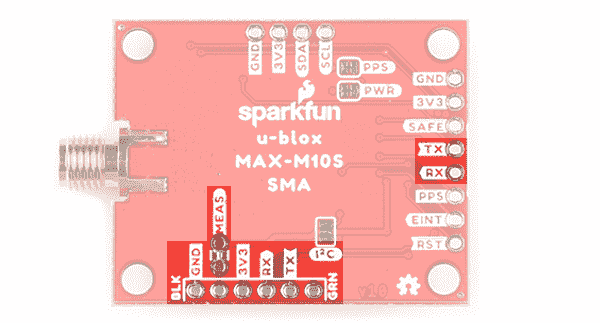 GND
3V3
SDA
SCL
PPS
PWR
sparkfun
u-blox
MAX-M10S
SMA
GND
3V3
SAFE
TX
RX
PPS
EINT
RST
MEAS
I²C
GND
3V3
RX
TX
BLK
GRN
v10